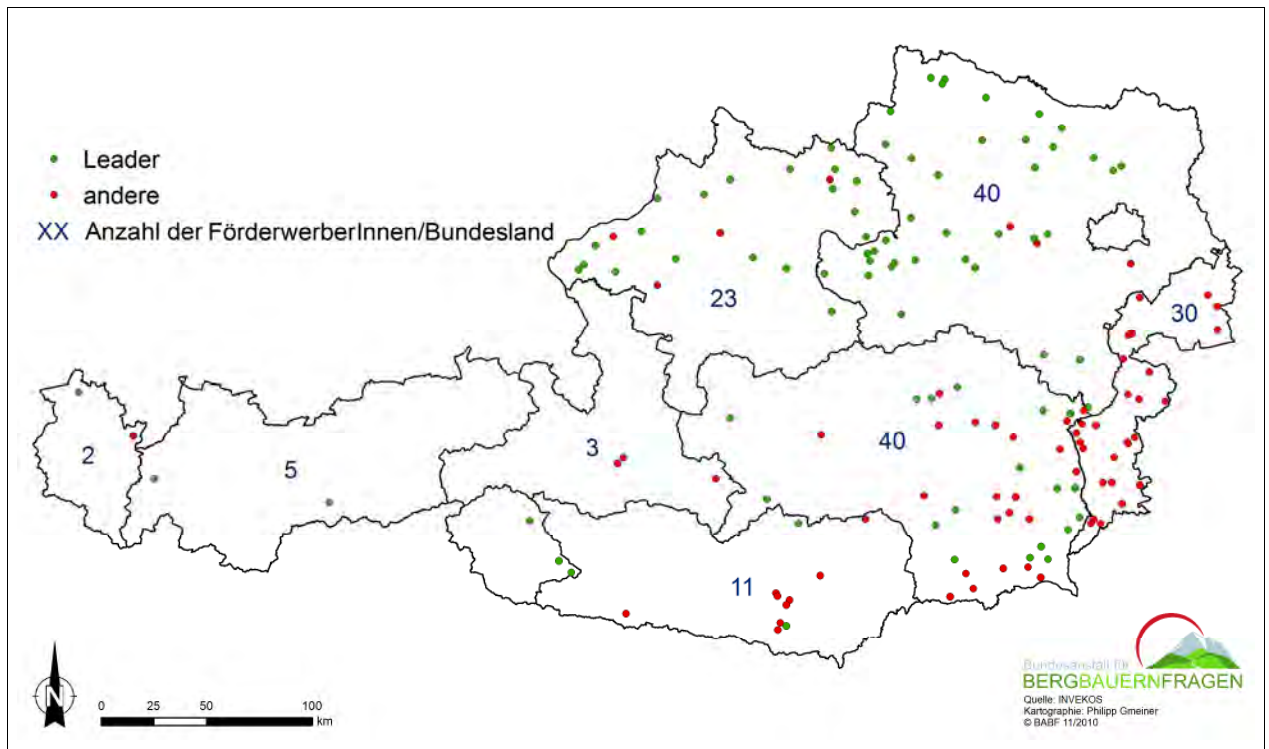 Leader
andere
XX Anzahl der FörderwerberInnen/Bundesland
40
23
30
2
5
3
40
11
N
0 25 50 100
km
Bundesanstalt für
BERGBAUERNFRAGEN
Quelle: INVEKOS
Kartographie: Philipp Gmeiner
© BABF 11/2010